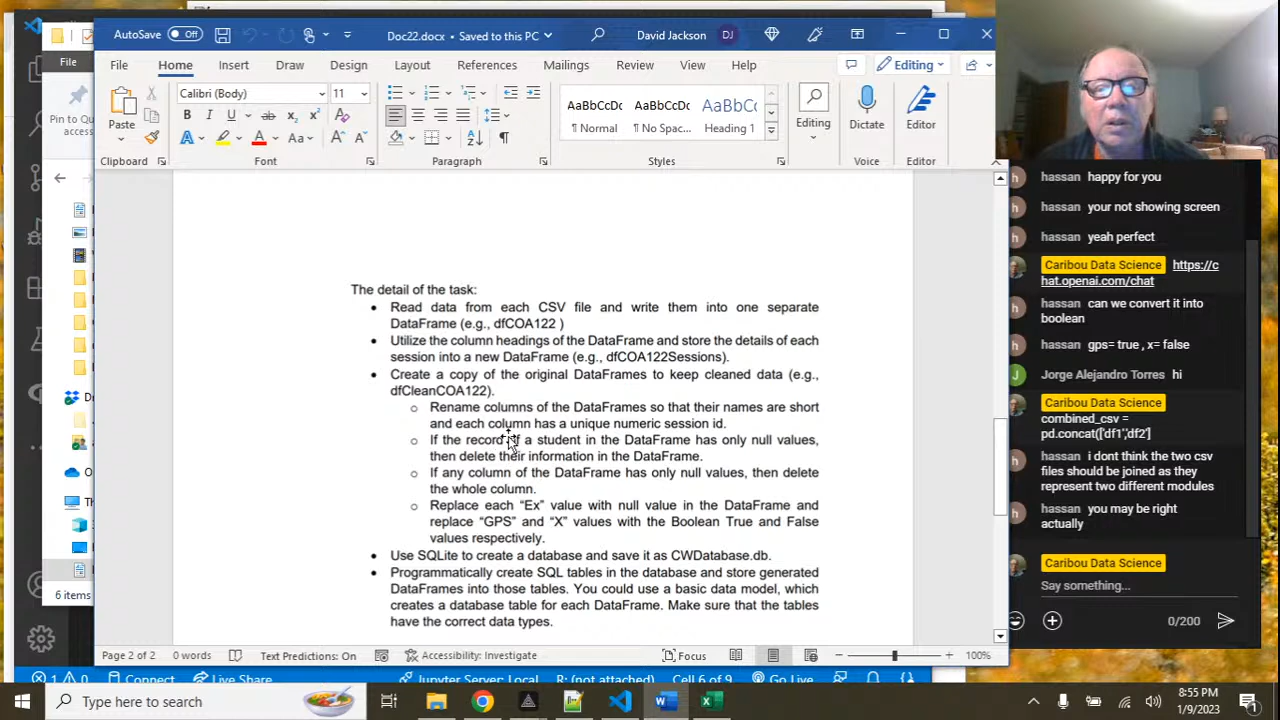 AutoSave Off
Doc22.docx • Saved to this PC
David Jackson DJ
File
File Home Insert Draw Design Layout References Mailings Review View Help
Editing
Pin to Quick
access
Paste
Calibri (Body) 11
B I U ab x x
A A Aa A A
AaBbCcDc AaBbCcDc AaBbCc
¶ Normal ¶ No Spac... Heading 1
Editing Dictate Editor
Clipboard Font Paragraph Styles Voice Editor
The detail of the task:
• Read data from each CSV file and write them into one separate
DataFrame (e.g., dfCOA122 )
• Utilize the column headings of the DataFrame and store the details of each
session into a new DataFrame (e.g., dfCOA122Sessions).
• Create a copy of the original DataFrames to keep cleaned data (e.g.,
dfCleanCOA122).
o Rename columns of the DataFrames so that their names are short
and each column has a unique numeric session id.
o If the record of a student in the DataFrame has only null values,
then delete their information in the DataFrame.
o If any column of the DataFrame has only null values, then delete
the whole column.
o Replace each “Ex” value with null value in the DataFrame and
replace “GPS” and “X” values with the Boolean True and False
values respectively.
• Use SQLite to create a database and save it as CWDatabase.db.
• Programmatically create SQL tables in the database and store generated
DataFrames into those tables. You could use a basic data model, which
creates a database table for each DataFrame. Make sure that the tables
have the correct data types.
6 items
Page 2 of 2 0 words Text Predictions: On Accessibility: Investigate Focus 100%
1 0 Connect Live Share Jupyter Server: Local R: (not attached) Cell 6 of 9 Go Live
Type here to search
8:55 PM
1/9/2023
1
hassan happy for you
hassan your not showing screen
hassan yeah perfect
Caribou Data Science https://c
hat.openai.com/chat
hassan can we convert it into
boolean
hassan gps= true , x= false
Jorge Alejandro Torres hi
Caribou Data Science
combined_csv =
pd.concat(['df1','df2']
hassan i dont think the two csv
files should be joined as they
represent two different modules
hassan you may be right
actually
Caribou Data Science
Say something...
0/200